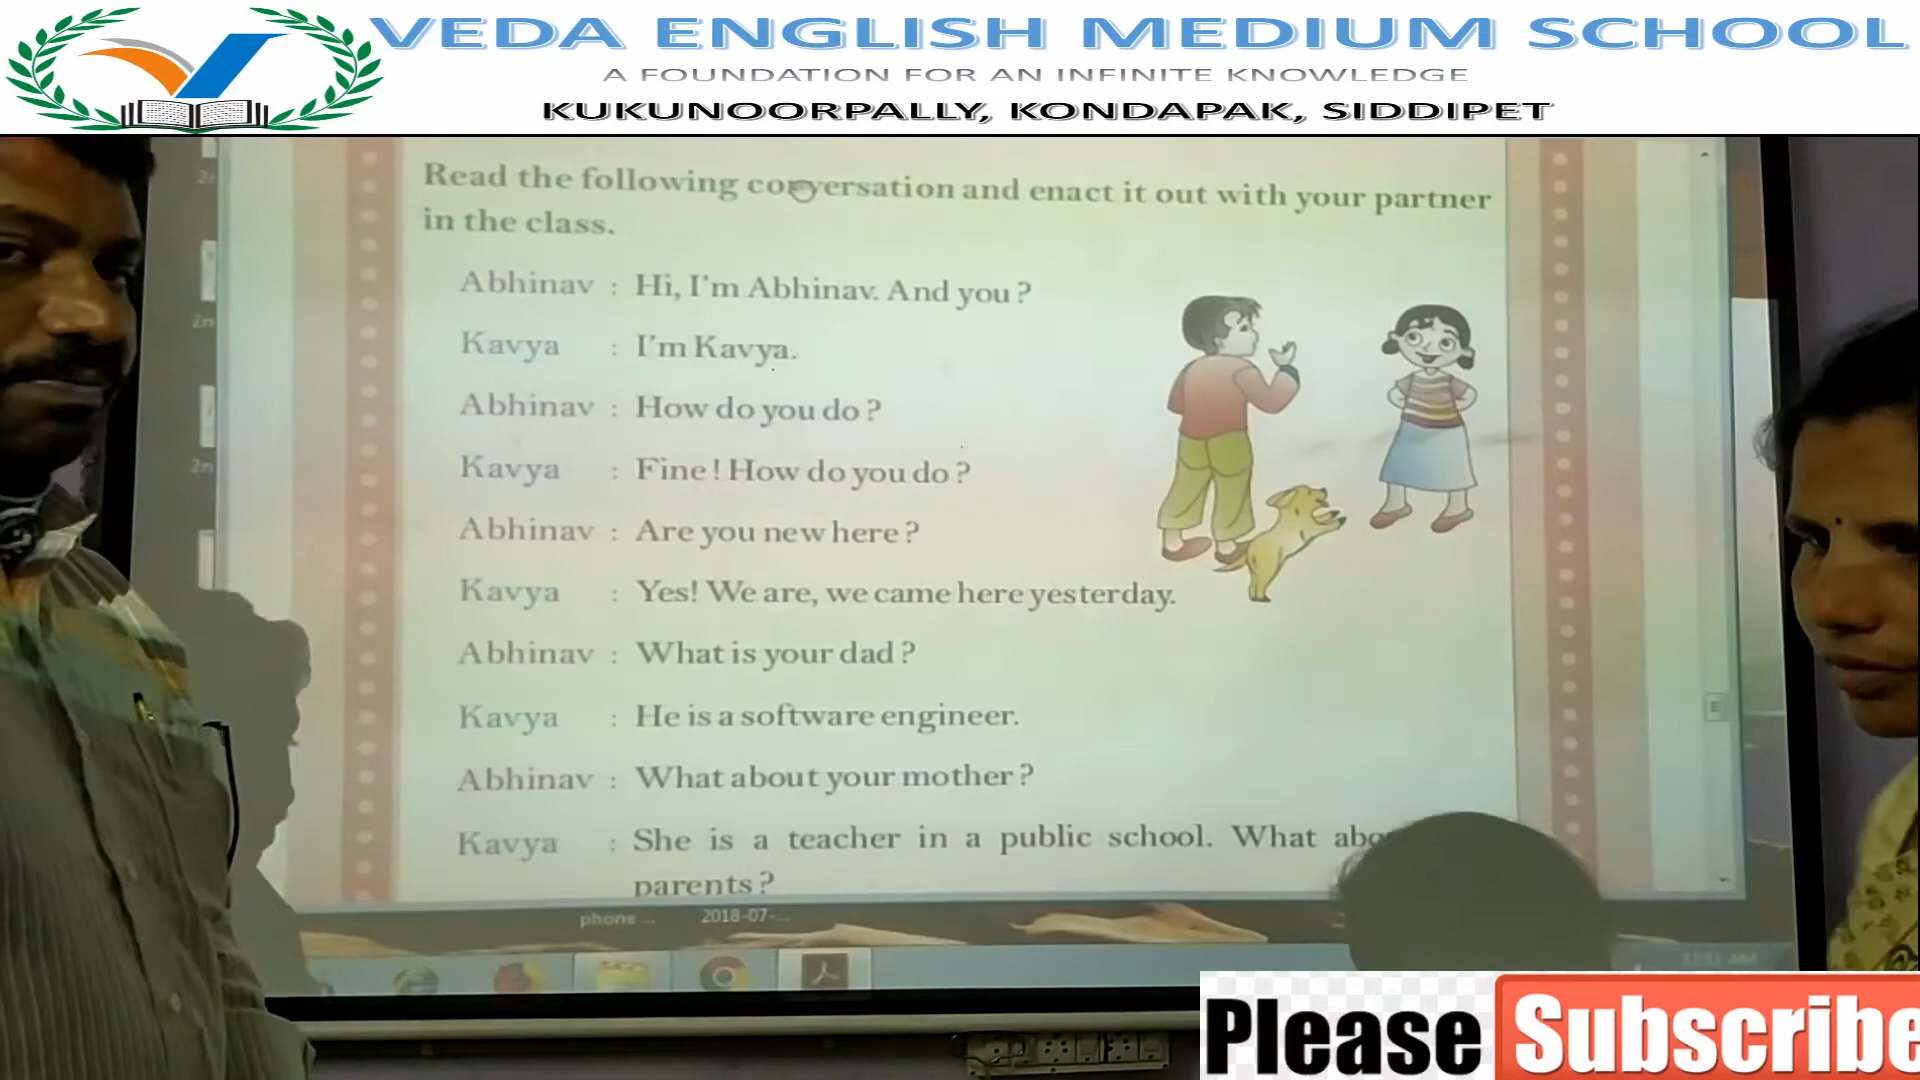 VEDA ENGLISH MEDIUM SCHOOL
A FOUNDATION FOR AN INFINITE KNOWLEDGE
KUKUNOORPALLY, KONDAPAK, SIDDIPET
Read the following conversation and enact it out with your partner
in the class.
Abhinav : Hi, I'm Abhinav. And you ?
Kavya : I'm Kavya.
Abhinav : How do you do ?
Kavya : Fine ! How do you do ?
Abhinav : Are you new here ?
Kavya : Yes! We are, we came here yesterday.
Abhinav : What is your dad ?
Kavya : He is a software engineer.
Abhinav : What about your mother ?
Kavya : She is a teacher in a public school. What
parents ?
phone ... 2018-07-...
Please Subscribe